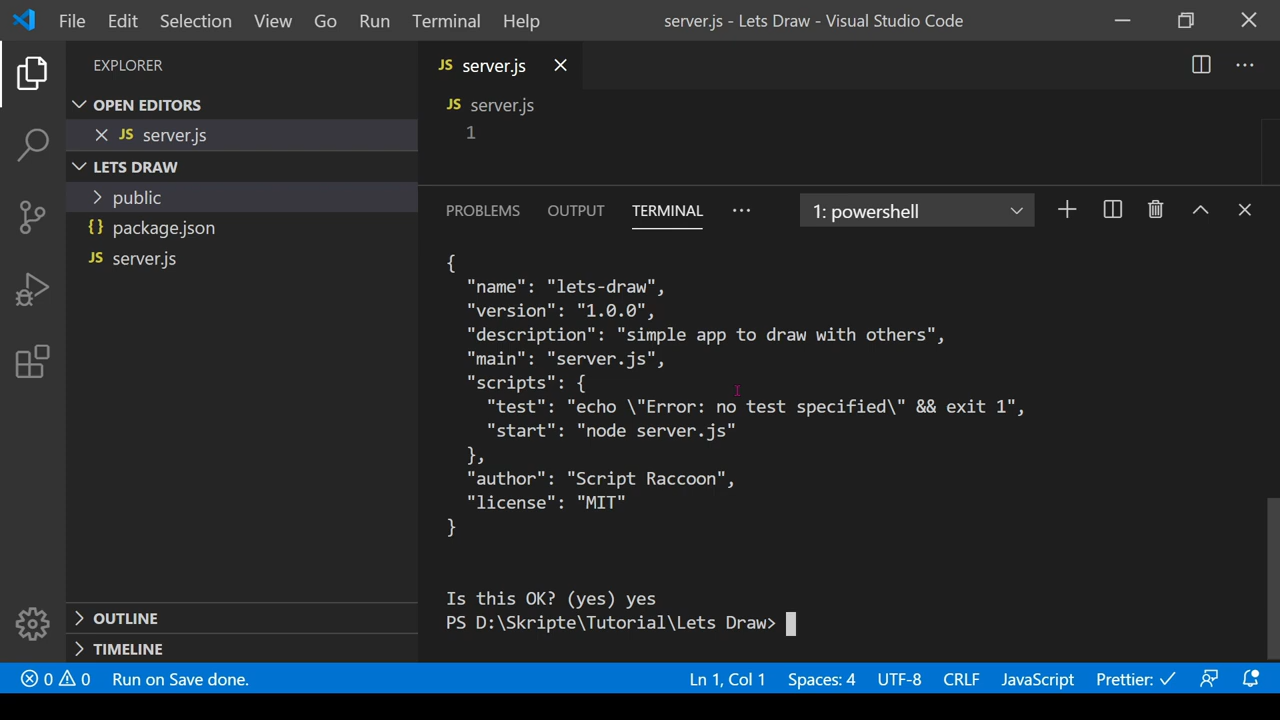 File Edit Selection View Go Run Terminal Help server.js - Lets Draw - Visual Studio Code
EXPLORER
OPEN EDITORS
JS server.js
LETS DRAW
public
{} package.json
JS server.js
OUTLINE
TIMELINE
JS server.js
JS server.js
1
PROBLEMS OUTPUT TERMINAL ··· 1: powershell
{
"name": "lets-draw",
"version": "1.0.0",
"description": "simple app to draw with others",
"main": "server.js",
"scripts": {
"test": "echo \"Error: no test specified\" && exit 1",
"start": "node server.js"
},
"author": "Script Raccoon",
"license": "MIT"
}
Is this OK? (yes) yes
PS D:\Skripte\Tutorial\Lets Draw>
0 0 Run on Save done. Ln 1, Col 1 Spaces: 4 UTF-8 CRLF JavaScript Prettier: ✓